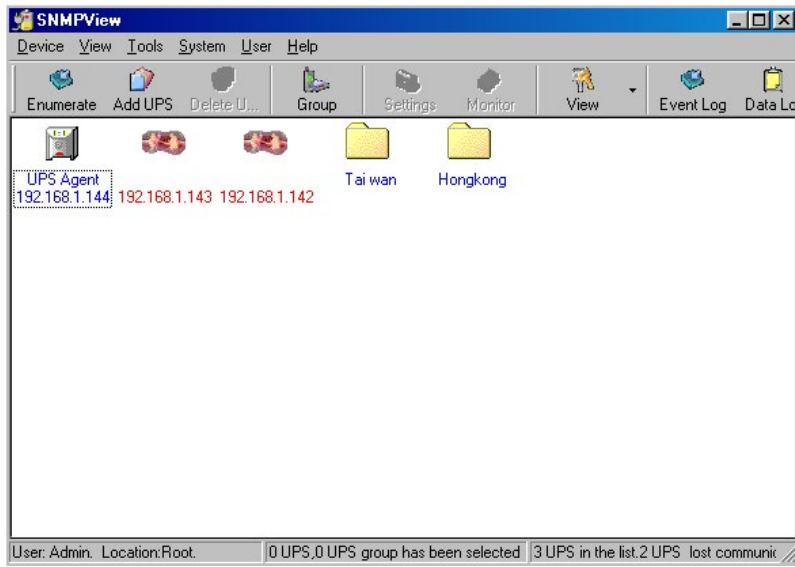 SNMPView
Device View Tools System User Help
Enumerate Add UPS Delete U... Group Settings Monitor View Event Log Data Lo
UPS Agent
192.168.1.144
192.168.1.143
192.168.1.142
Tai wan
Hongkong
User: Admin. Location:Root. 0 UPS,0 UPS group has been selected 3 UPS in the list.2 UPS lost communic